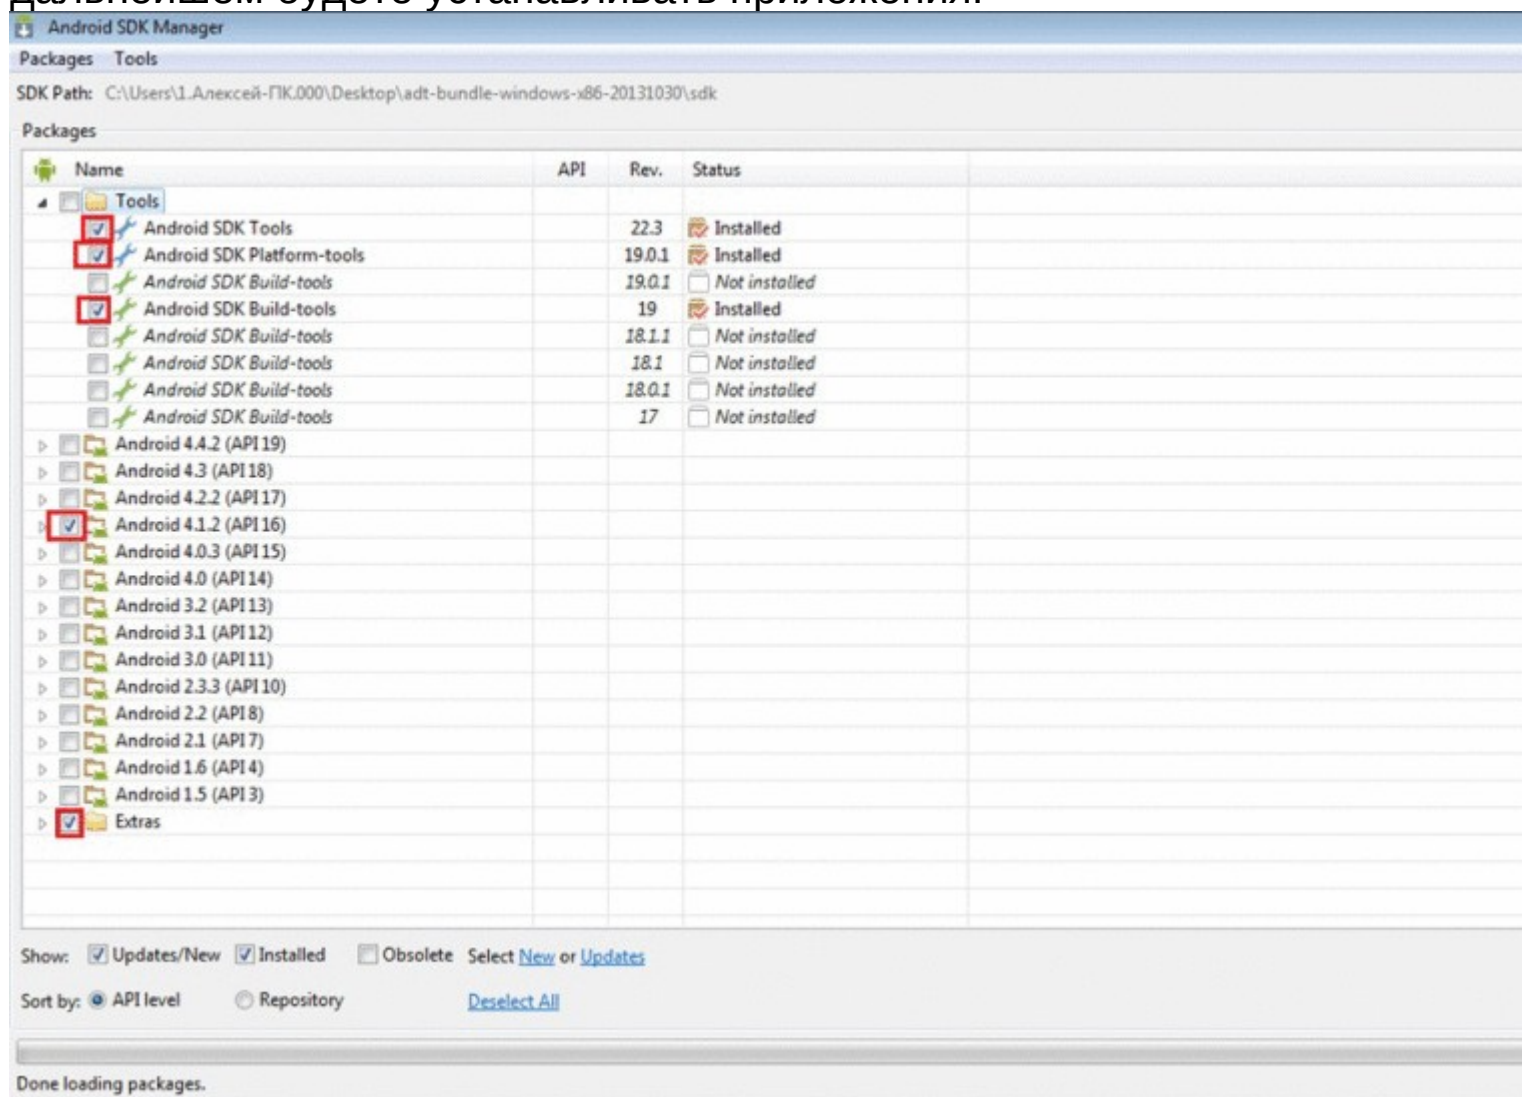 дальнейшем будете устанавливать приложения.
Android SDK Manager
Packages Tools
SDK Path: C:\Users\1.Алексей-ПК.000\Desktop\adt-bundle-windows-x86-20131030\sdk
Packages
Name API Rev. Status
Tools
Android SDK Tools 22.3 Installed
Android SDK Platform-tools 19.0.1 Installed
Android SDK Build-tools 19.0.1 Not installed
Android SDK Build-tools 19 Installed
Android SDK Build-tools 18.1.1 Not installed
Android SDK Build-tools 18.1 Not installed
Android SDK Build-tools 18.0.1 Not installed
Android SDK Build-tools 17 Not installed
Android 4.4.2 (API 19)
Android 4.3 (API 18)
Android 4.2.2 (API 17)
Android 4.1.2 (API 16)
Android 4.0.3 (API 15)
Android 4.0 (API 14)
Android 3.2 (API 13)
Android 3.1 (API 12)
Android 3.0 (API 11)
Android 2.3.3 (API 10)
Android 2.2 (API 8)
Android 2.1 (API 7)
Android 1.6 (API 4)
Android 1.5 (API 3)
Extras
Show: Updates/New Installed Obsolete Select New or Updates
Sort by: API level Repository Deselect All
Done loading packages.